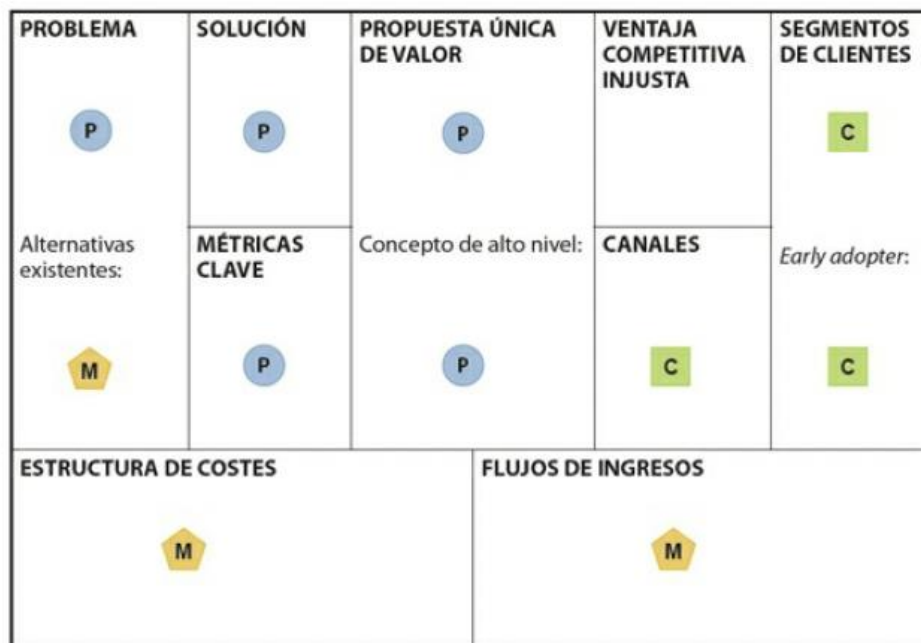 PROBLEMA
P
Alternativas
existentes:
M
SOLUCIÓN
P
MÉTRICAS
CLAVE
P
PROPUESTA ÚNICA
DE VALOR
P
Concepto de alto nivel:
P
VENTAJA
COMPETITIVA
INJUSTA
CANALES
C
SEGMENTOS
DE CLIENTES
C
Early adopter:
C
ESTRUCTURA DE COSTES
M
FLUJOS DE INGRESOS
M